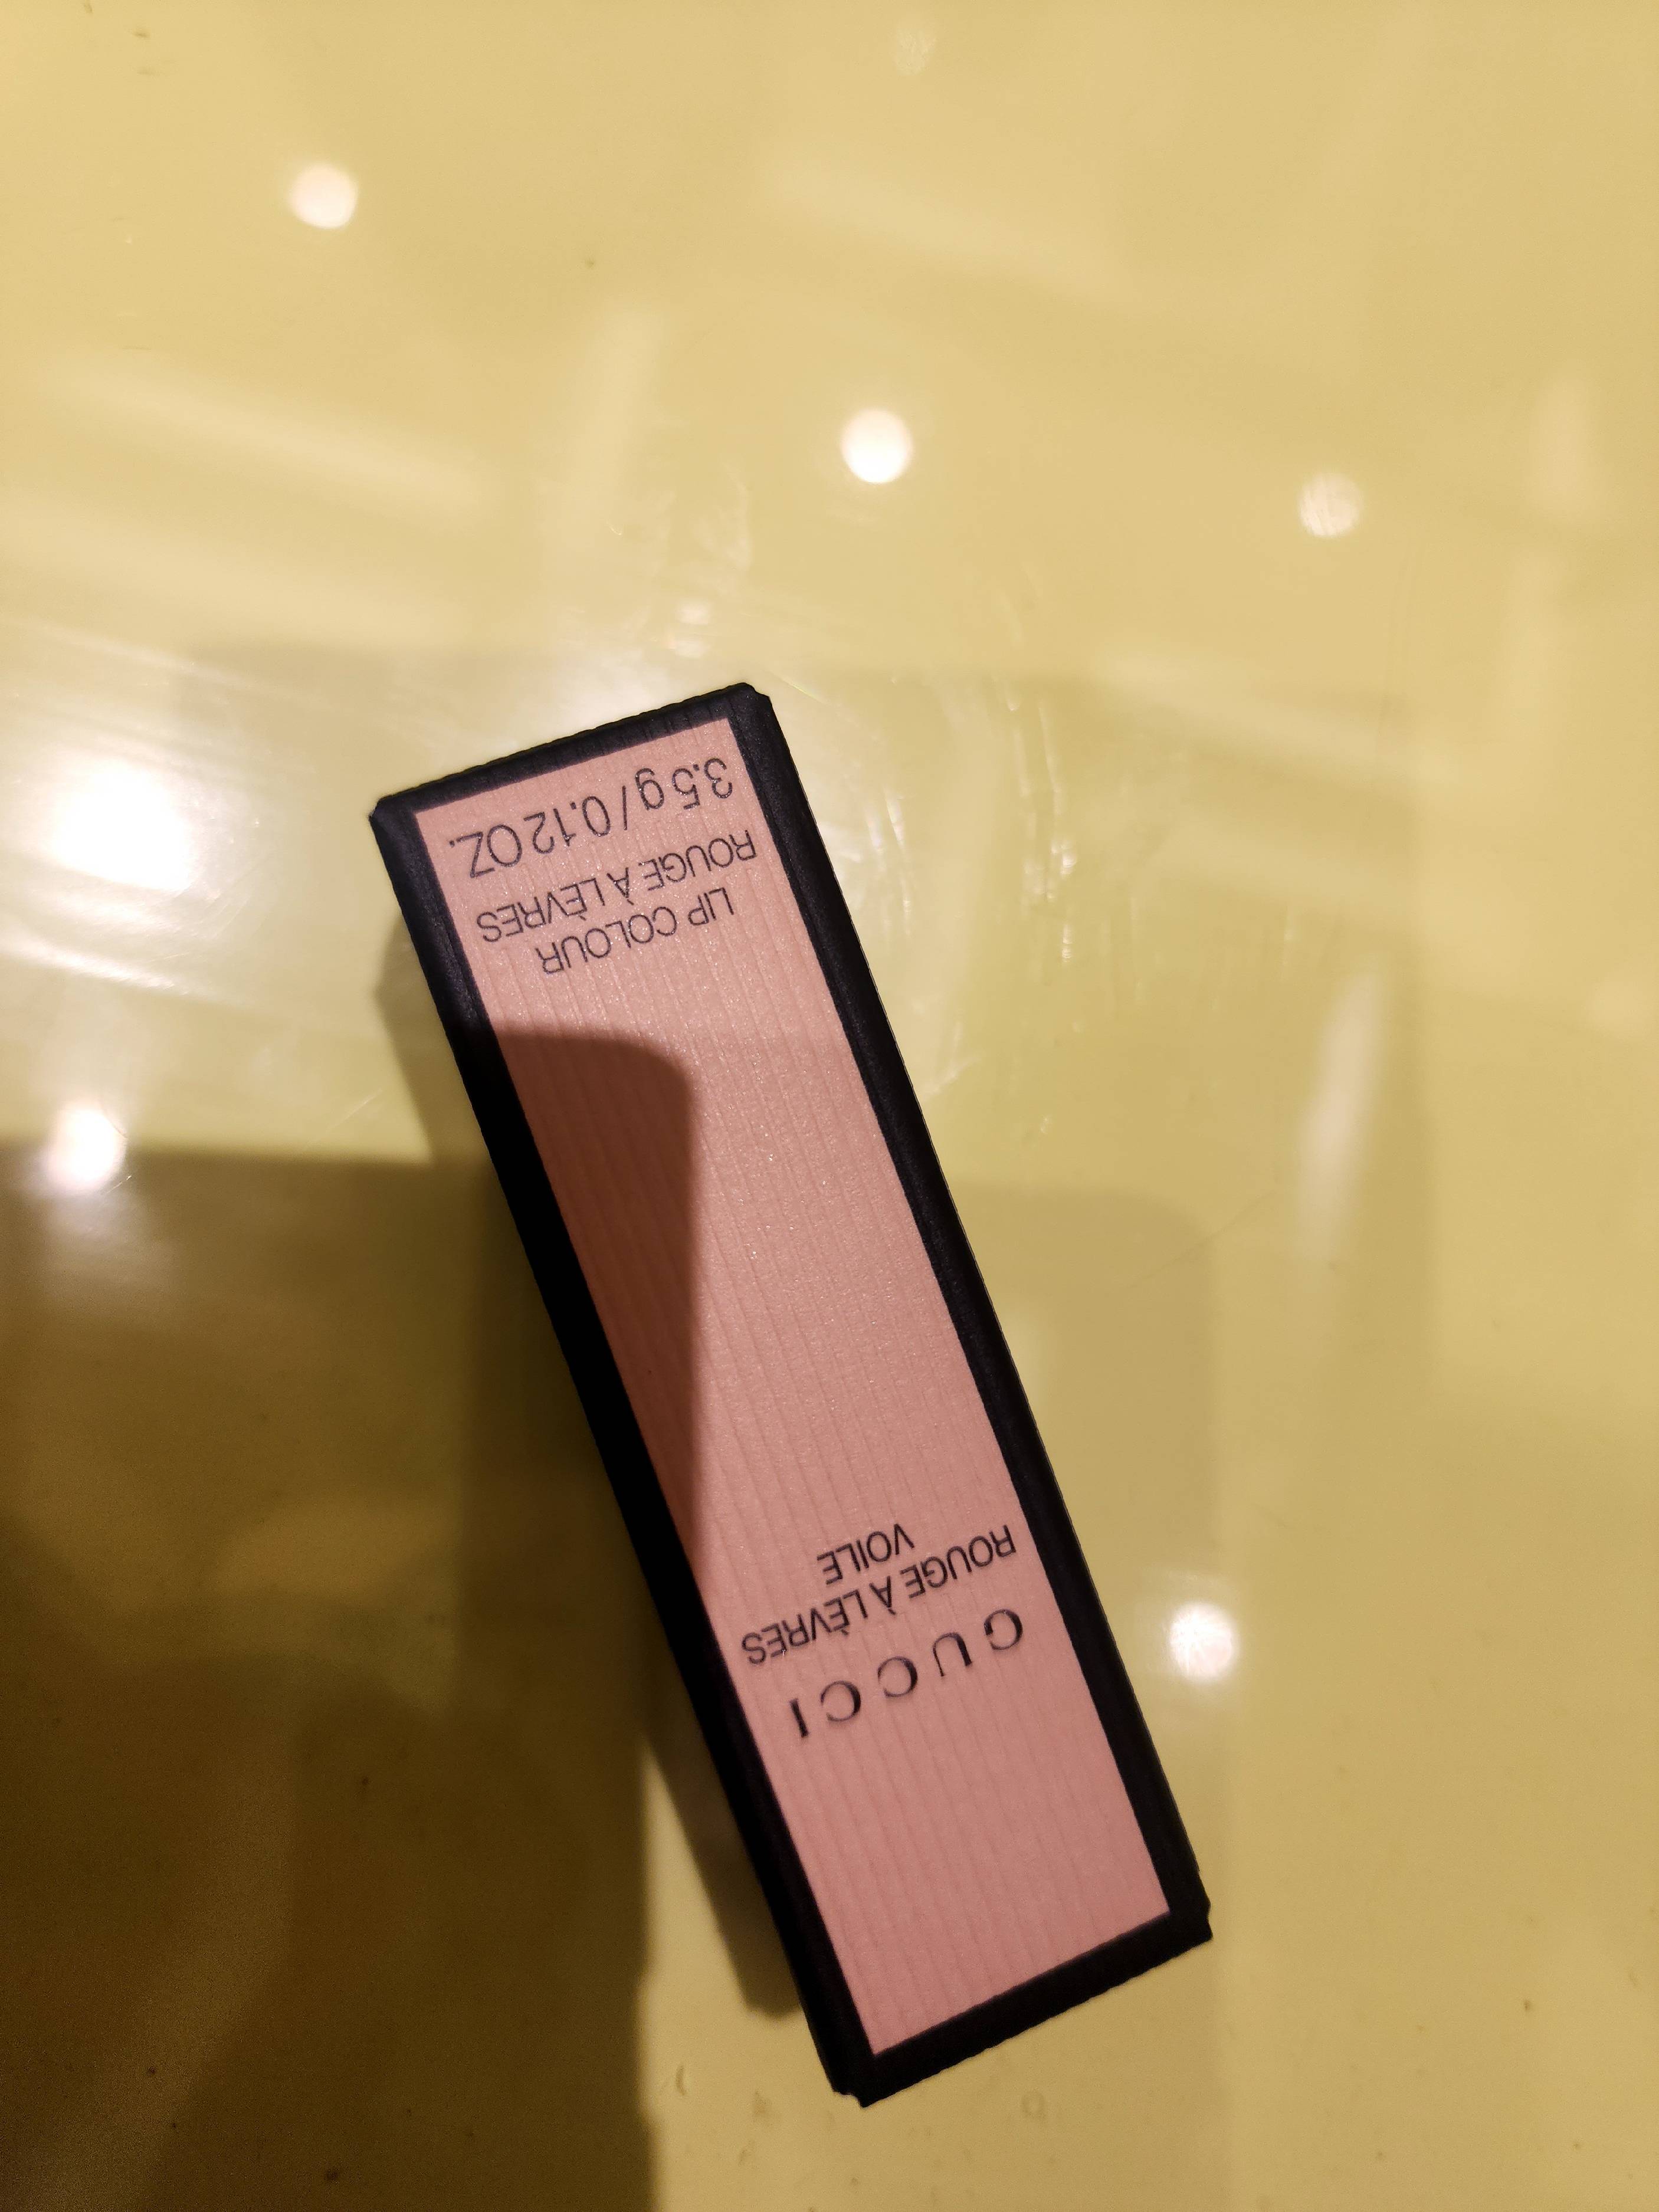 GUCCI
ROUGE À LÈVRES
VOILE
LIP COLOUR
ROUGE À LÈVRES
3.5 g / 0.12 OZ.